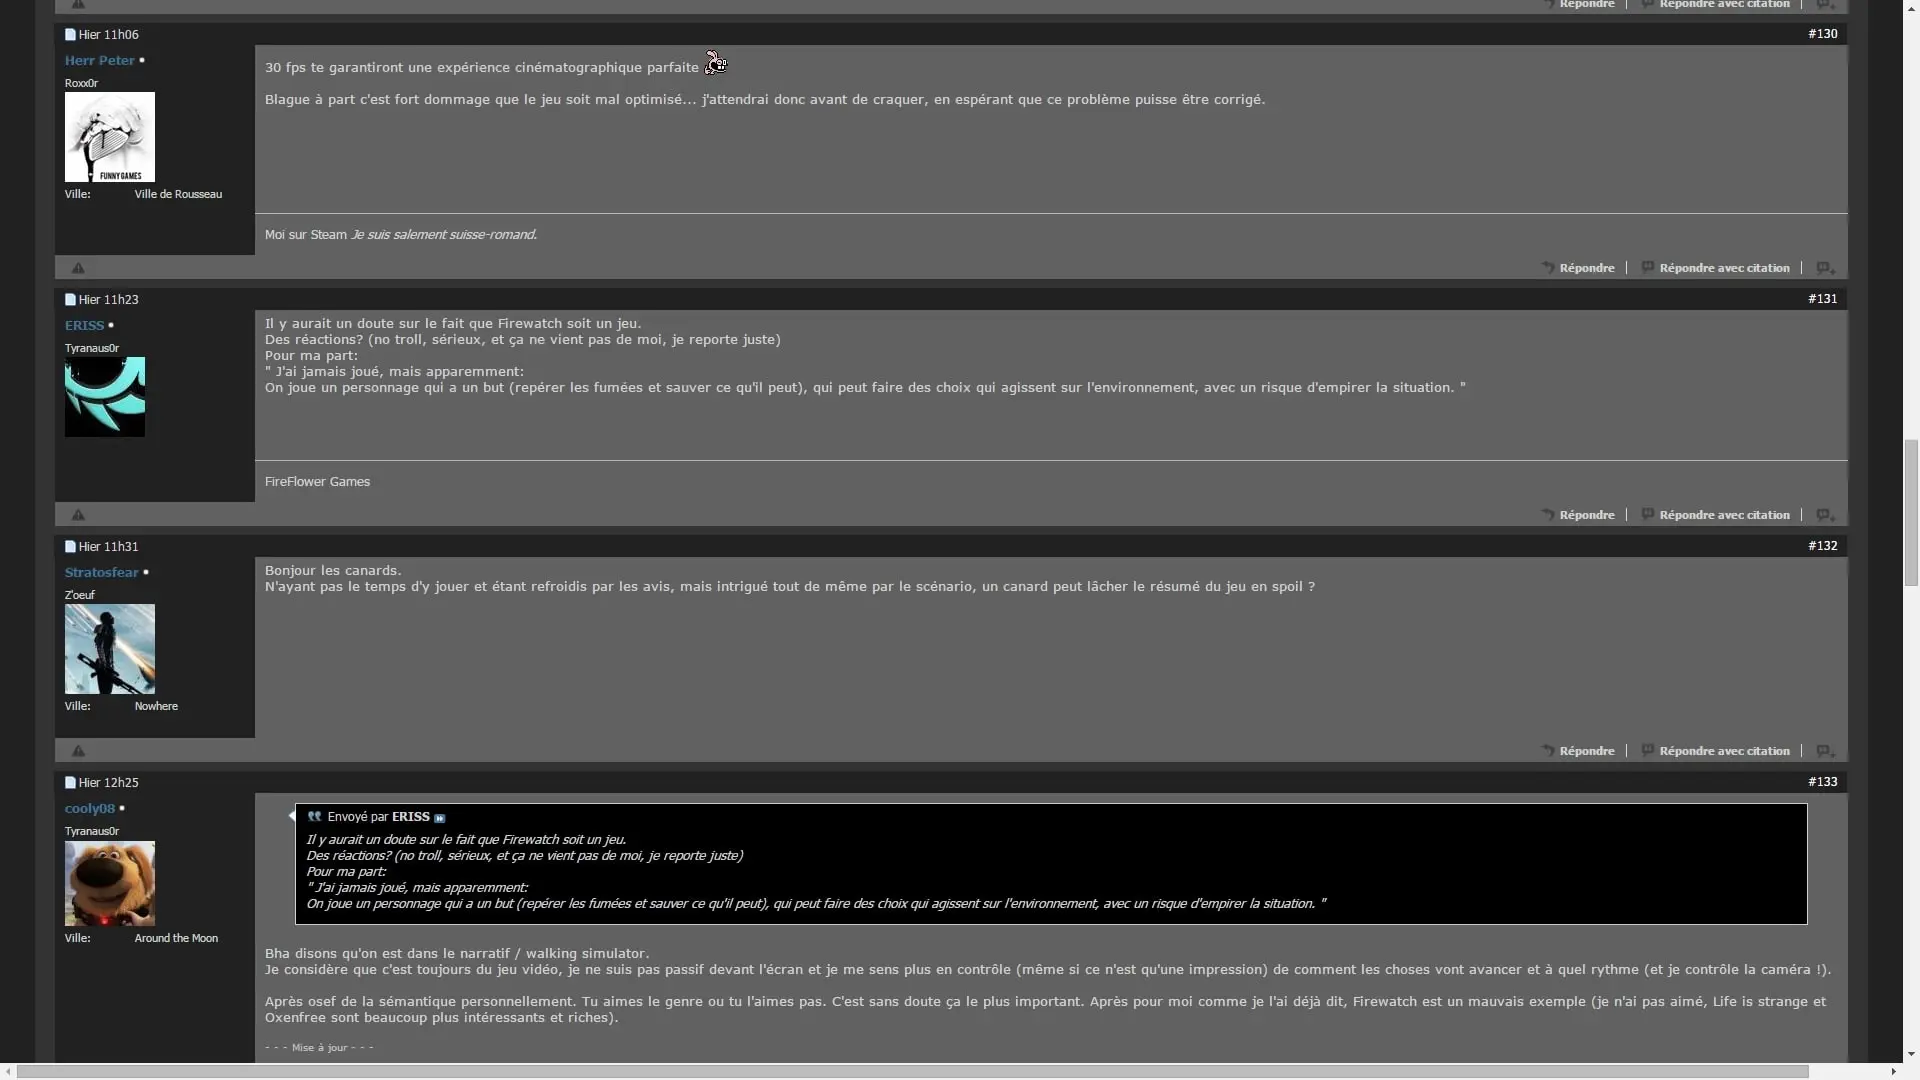 Répondre | Répondre avec citation |
Hier 11h06 #130
Herr Peter
Roxx0r
FUNNY GAMES
Ville: Ville de Rousseau
30 fps te garantiront une expérience cinématographique parfaite
Blague à part c'est fort dommage que le jeu soit mal optimisé... j'attendrai donc avant de craquer, en espérant que ce problème puisse être corrigé.
Moi sur Steam Je suis salement suisse-romand.
Répondre | Répondre avec citation |
Hier 11h23 #131
ERISS
Tyranaus0r
Il y aurait un doute sur le fait que Firewatch soit un jeu.
Des réactions? (no troll, sérieux, et ça ne vient pas de moi, je reporte juste)
Pour ma part:
" J'ai jamais joué, mais apparemment:
On joue un personnage qui a un but (repérer les fumées et sauver ce qu'il peut), qui peut faire des choix qui agissent sur l'environnement, avec un risque d'empirer la situation. "
FireFlower Games
Répondre | Répondre avec citation |
Hier 11h31 #132
Stratosfear
Z'oeuf
Ville: Nowhere
Bonjour les canards.
N'ayant pas le temps d'y jouer et étant refroidis par les avis, mais intrigué tout de même par le scénario, un canard peut lâcher le résumé du jeu en spoil ?
Répondre | Répondre avec citation |
Hier 12h25 #133
cooly08
Tyranaus0r
Ville: Around the Moon
Envoyé par ERISS
Il y aurait un doute sur le fait que Firewatch soit un jeu.
Des réactions? (no troll, sérieux, et ça ne vient pas de moi, je reporte juste)
Pour ma part:
" J'ai jamais joué, mais apparemment:
On joue un personnage qui a un but (repérer les fumées et sauver ce qu'il peut), qui peut faire des choix qui agissent sur l'environnement, avec un risque d'empirer la situation. "
Bha disons qu'on est dans le narratif / walking simulator.
Je considère que c'est toujours du jeu vidéo, je ne suis pas passif devant l'écran et je me sens plus en contrôle (même si ce n'est qu'une impression) de comment les choses vont avancer et à quel rythme (et je contrôle la caméra !).
Après osef de la sémantique personnellement. Tu aimes le genre ou tu l'aimes pas. C'est sans doute ça le plus important. Après pour moi comme je l'ai déjà dit, Firewatch est un mauvais exemple (je n'ai pas aimé, Life is strange et
Oxenfree sont beaucoup plus intéressants et riches).
- - - Mise à jour - - -